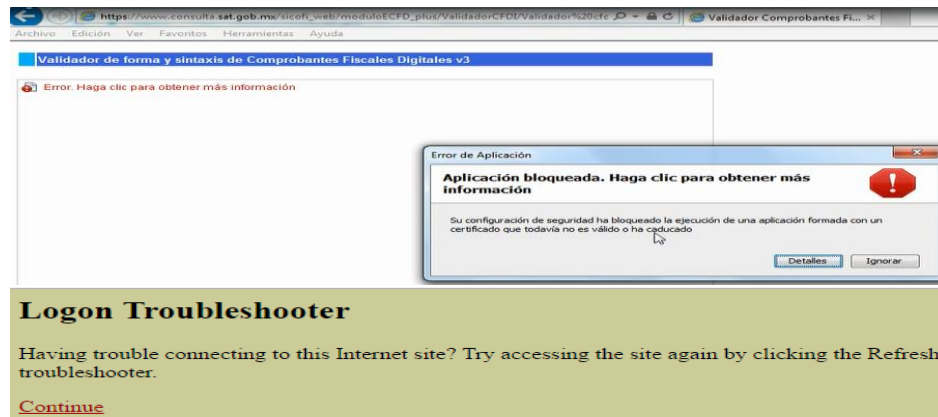 https://www.consulta.sat.gob.mx/sicofi_web/moduloECFD_plus/ValidadorCFDI/Validador%20cfc
Validador Comprobantes Fi...
Archivo Edición Ver Favoritos Herramientas Ayuda
Validador de forma y sintaxis de Comprobantes Fiscales Digitales v3
Error. Haga clic para obtener más información
Error de Aplicación
Aplicación bloqueada. Haga clic para obtener más
información
Su configuración de seguridad ha bloqueado la ejecución de una aplicación formada con un
certificado que todavía no es válido o ha caducado
Detalles Ignorar
Logon Troubleshooter
Having trouble connecting to this Internet site? Try accessing the site again by clicking the Refresh
troubleshooter.
Continue